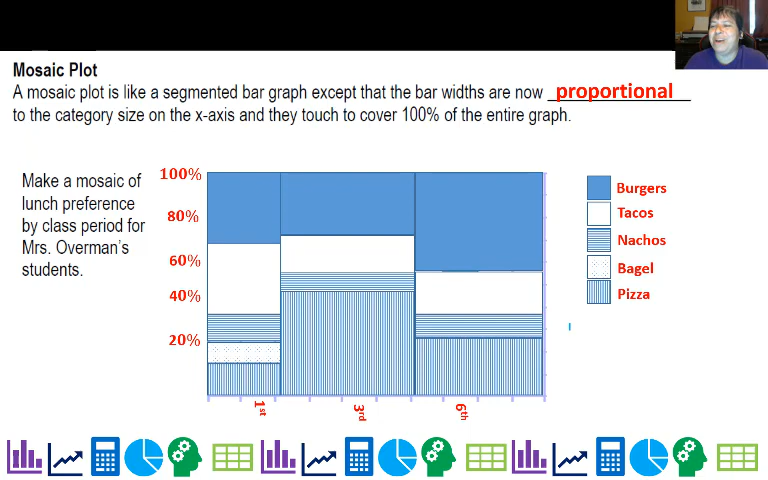 Mosaic Plot
A mosaic plot is like a segmented bar graph except that the bar widths are now proportional
to the category size on the x-axis and they touch to cover 100% of the entire graph.
Make a mosaic of
lunch preference
by class period for
Mrs. Overman's
students.
100%
80%
60%
40%
20%
1st
3rd
6th
Burgers
Tacos
Nachos
Bagel
Pizza